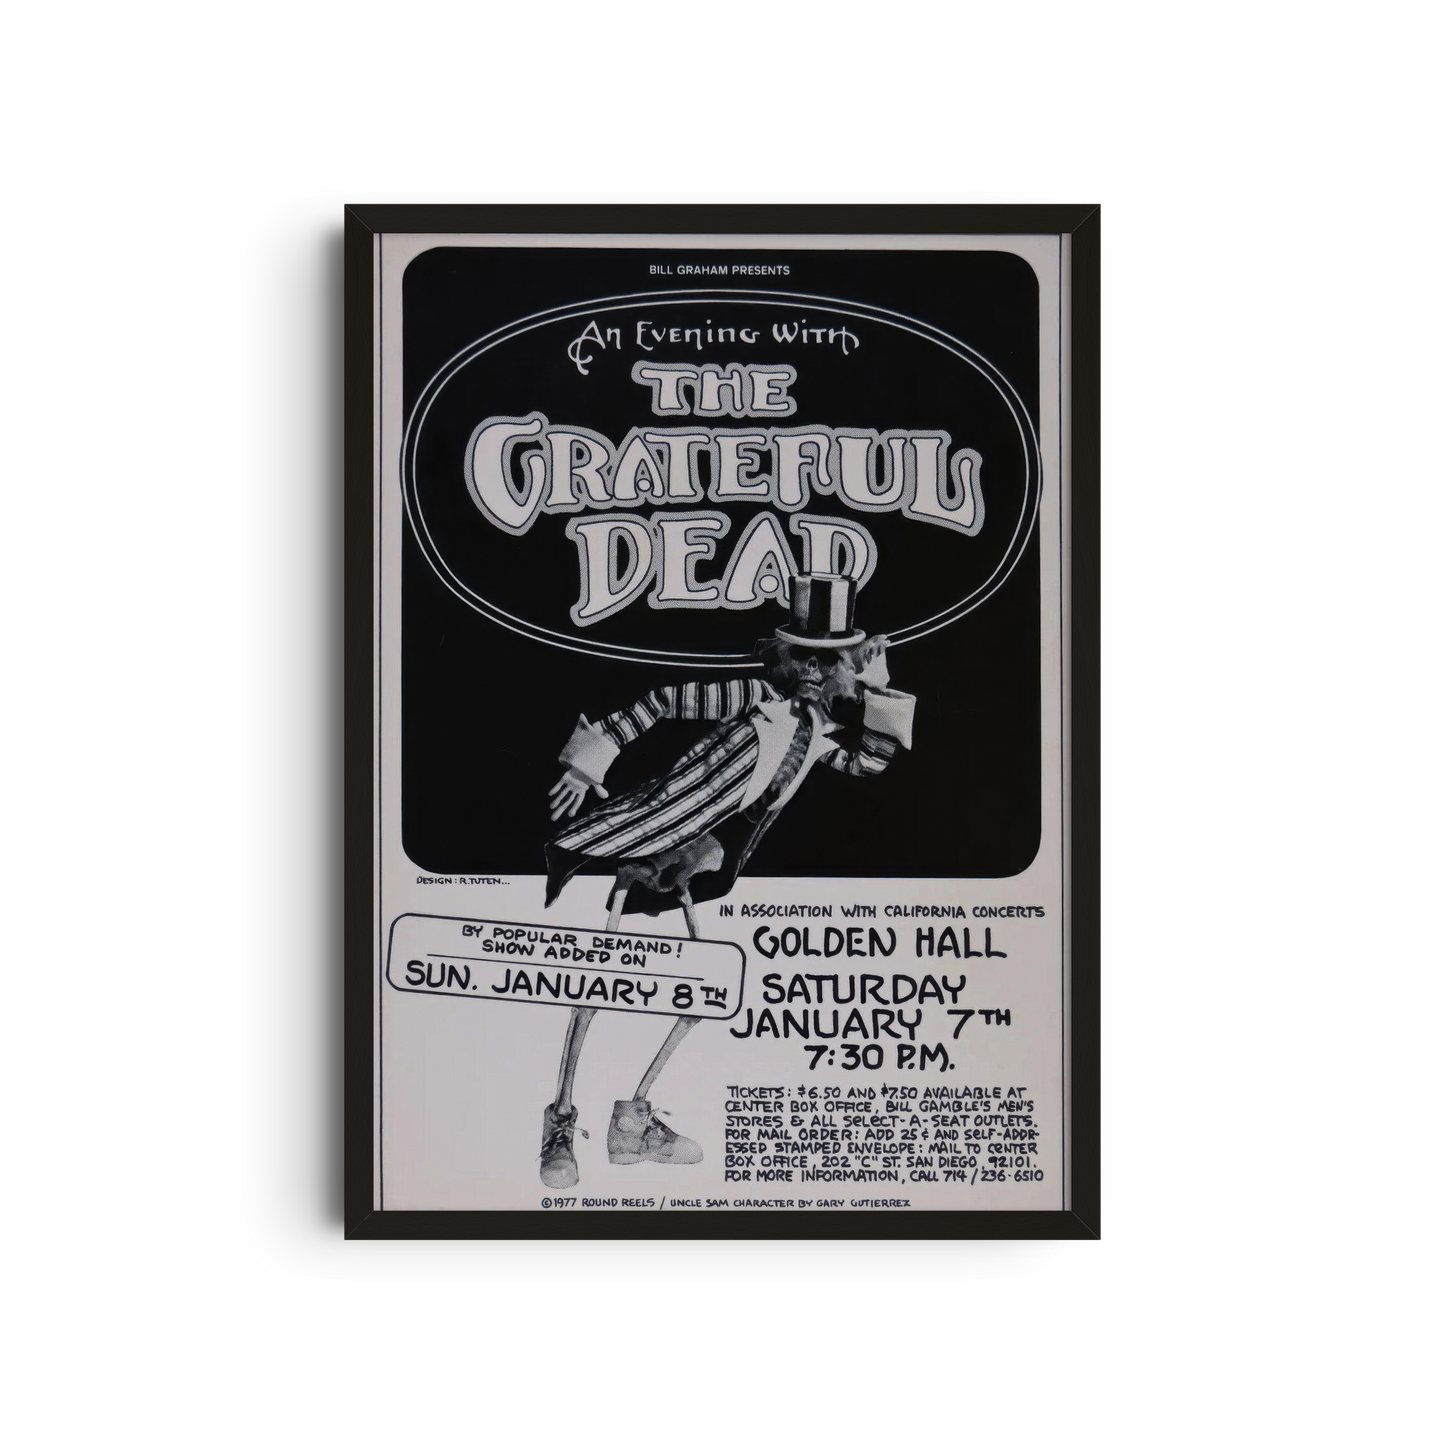 BILL GRAHAM PRESENTS
An Evening With
THE
GRATEFUL
DEAD
DESIGN: R.TUTEN...
IN ASSOCIATION WITH CALIFORNIA CONCERTS
GOLDEN HALL
SATURDAY
JANUARY 7TH
7:30 P.M.
BY POPULAR DEMAND!
SHOW ADDED ON
SUN. JANUARY 8TH
TICKETS: $6.50 AND $7.50 AVAILABLE AT
CENTER BOX OFFICE, BILL GAMBLE'S MEN'S
STORES & ALL SELECT-A-SEAT OUTLETS.
FOR MAIL ORDER: ADD 25¢ AND SELF-ADDR-
ESSED STAMPED ENVELOPE: MAIL TO CENTER
BOX OFFICE, 202 "C" ST. SAN DIEGO, 92101.
FOR MORE INFORMATION, CALL 714/236-6510
©1977 ROUND REELS / UNCLE SAM CHARACTER BY GARY GUTIERREZ